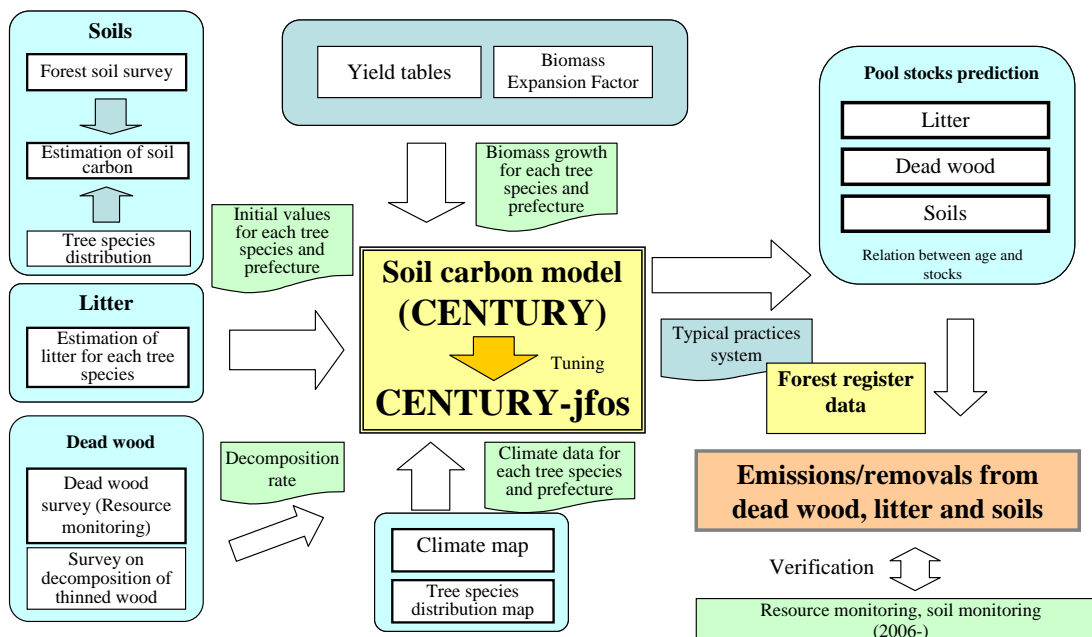 Soils
Forest soil survey
Estimation of soil
carbon
Tree species
distribution
Litter
Estimation of
litter for each tree
species
Dead wood
Dead wood
survey (Resource
monitoring)
Survey on
decomposition of
thinned wood
Yield tables
Biomass
Expansion Factor
Biomass growth
for each tree
species and
prefecture
Initial values
for each tree
species and
prefecture
Soil carbon model
(CENTURY)
Tuning
CENTURY-jfos
Decomposition
rate
Climate data for
each tree species
and prefecture
Climate map
Tree species
distribution map
Pool stocks prediction
Litter
Dead wood
Soils
Relation between age and
stocks
Typical practices
system
Forest register
data
Emissions/removals from
dead wood, litter and soils
Verification
Resource monitoring, soil monitoring
(2006-)